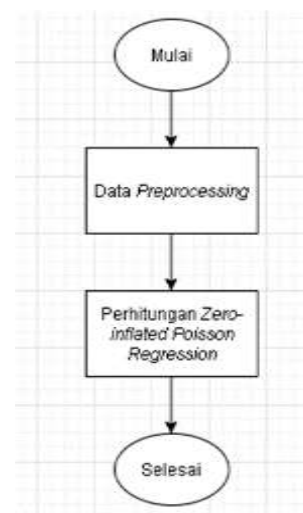 Mulai
Data Preprocessing
Perhitungan Zero-
inflated Poisson
Regression
Selesai